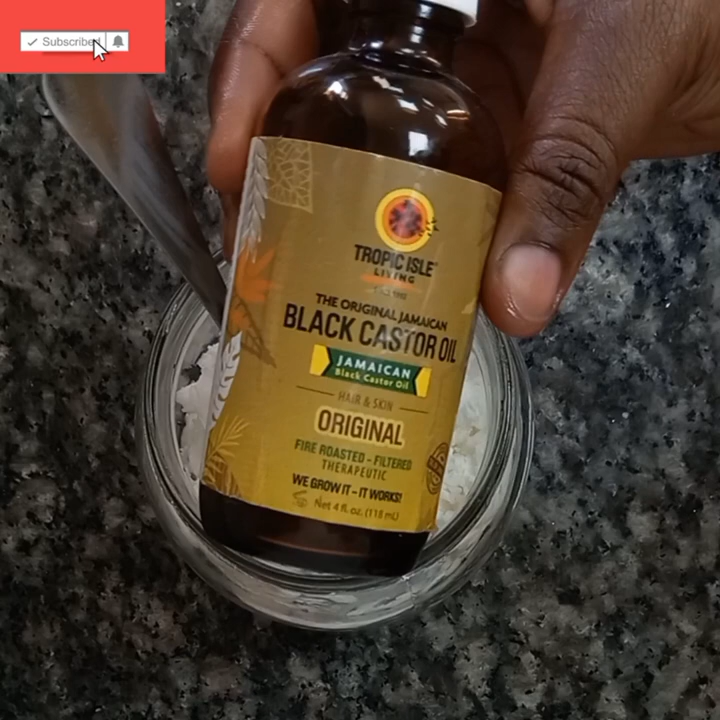 Subscribed
TROPIC ISLE
LIVING
THE ORIGINAL JAMAICAN
BLACK CASTOR OIL
JAMAICAN
Black Castor Oil
HAIR & SKIN
ORIGINAL
FIRE ROASTED - FILTERED
THERAPEUTIC
WE GROW IT - IT WORKS!
Net 4 fl. oz. (118 mL)